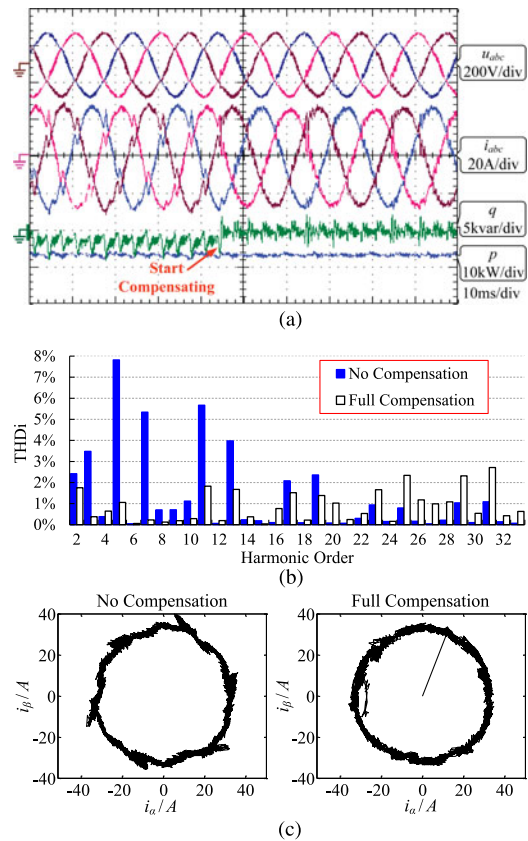 (a)
u_abc
200V/div
i_abc
20A/div
q
5kvar/div
p
10kW/div
10ms/div
Start
Compensating
(a)
8%
7%
6%
5%
4%
3%
2%
1%
0%
THDi
No Compensation
Full Compensation
2 4 6 8 10 12 14 16 18 20 22 24 26 28 30 32
Harmonic Order
(b)
No Compensation
40
20
0
-20
-40
i_β/A
-40 -20 0 20 40
i_α/A
Full Compensation
40
20
0
-20
-40
i_β/A
-40 -20 0 20 40
i_α/A
(c)